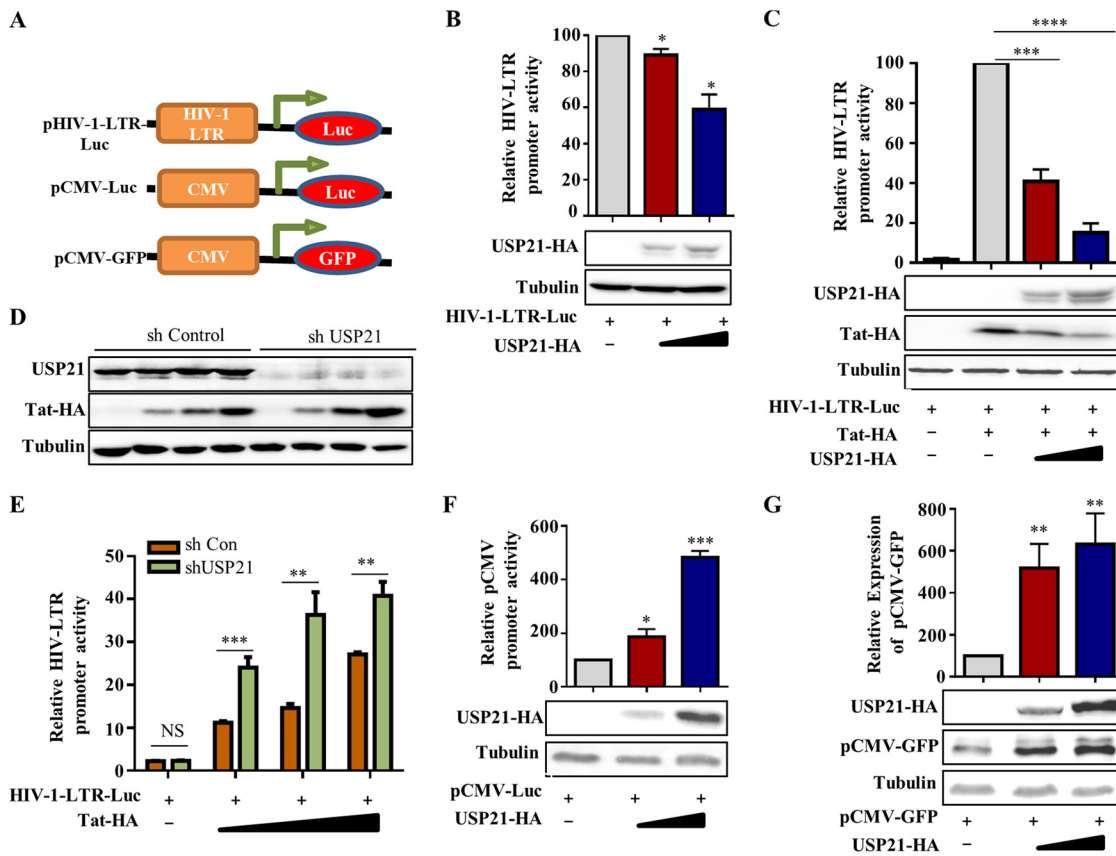 A
pHIV-1-LTR-
Luc
HIV-1
LTR
Luc
pCMV-Luc
CMV
Luc
pCMV-GFP
CMV
GFP
B
Relative HIV-LTR
promoter activity
100
80
60
40
20
0
*
*
USP21-HA
Tubulin
HIV-1-LTR-Luc + + +
USP21-HA −
C
Relative HIV-LTR
promoter activity
****
***
100
80
60
40
20
0
USP21-HA
Tat-HA
Tubulin
HIV-1-LTR-Luc + + + +
Tat-HA − + + +
USP21-HA − −
D
sh Control sh USP21
USP21
Tat-HA
Tubulin
E
Relative HIV-LTR
promoter activity
50
40
30
20
10
0
sh Con
shUSP21
NS
***
**
**
HIV-1-LTR-Luc + + + +
Tat-HA −
F
Relative pCMV
promoter activity
600
400
200
0
*
***
USP21-HA
Tubulin
pCMV-Luc + + +
USP21-HA −
G
Relative Expression
of pCMV-GFP
800
600
400
200
0
**
**
USP21-HA
pCMV-GFP
Tubulin
pCMV-GFP + + +
USP21-HA −